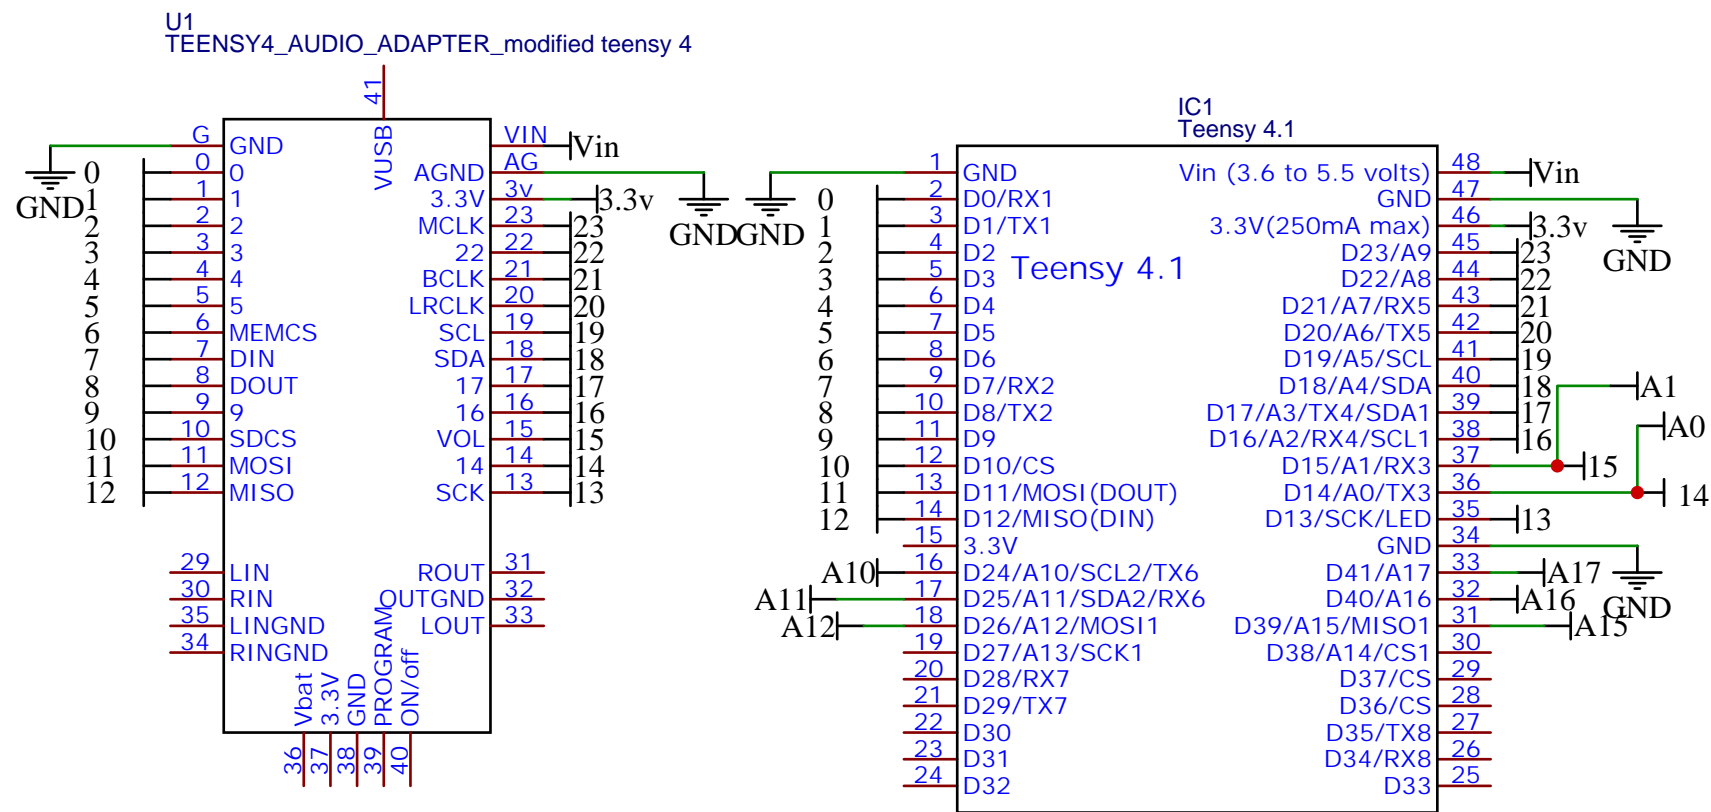 U1
TEENSY4_AUDIO_ADAPTER_modified teensy 4
41
VUSB
G GND
0 0 0
1 1 1
2 2 2
3 3 3
4 4 4
5 5 5
6 6 MEMCS
7 7 DIN
8 8 DOUT
9 9 9
10 10 SDCS
11 11 MOSI
12 12 MISO
GND
VIN Vin
AGND AG
3.3V 3v 3.3v
MCLK 23 23
22 22 22
BCLK 21 21
LRCLK 20 20
SCL 19 19
SDA 18 18
17 17 17
16 16 16
VOL 15 15
14 14 14
SCK 13 13
GND
29 LIN
30 RIN
35 LINGND
34 RINGND
ROUT 31
OUTGND 32
LOUT 33
Vbat 36
3.3V 37
GND 38
PROGRAM 39
ON/off 40
IC1
Teensy 4.1
Teensy 4.1
GND
1 GND
0 2 D0/RX1
1 3 D1/TX1
2 4 D2
3 5 D3
4 6 D4
5 7 D5
6 8 D6
7 9 D7/RX2
8 10 D8/TX2
9 11 D9
10 12 D10/CS
11 13 D11/MOSI(DOUT)
12 14 D12/MISO(DIN)
15 3.3V
A10 16 D24/A10/SCL2/TX6
A11 17 D25/A11/SDA2/RX6
A12 18 D26/A12/MOSI1
19 D27/A13/SCK1
20 D28/RX7
21 D29/TX7
22 D30
23 D31
24 D32
Vin (3.6 to 5.5 volts) 48 Vin
GND 47
3.3V(250mA max) 46 3.3v
GND
D23/A9 45 23
D22/A8 44 22
D21/A7/RX5 43 21
D20/A6/TX5 42 20
D19/A5/SCL 41 19
D18/A4/SDA 40 18 A1
D17/A3/TX4/SDA1 39 17
D16/A2/RX4/SCL1 38 16 A0
D15/A1/RX3 37 15
D14/A0/TX3 36 14
D13/SCK/LED 35 13
GND 34
D41/A17 33 A17
D40/A16 32 A16 GND
D39/A15/MISO1 31 A15
D38/A14/CS1 30
D37/CS 29
D36/CS 28
D35/TX8 27
D34/RX8 26
D33 25